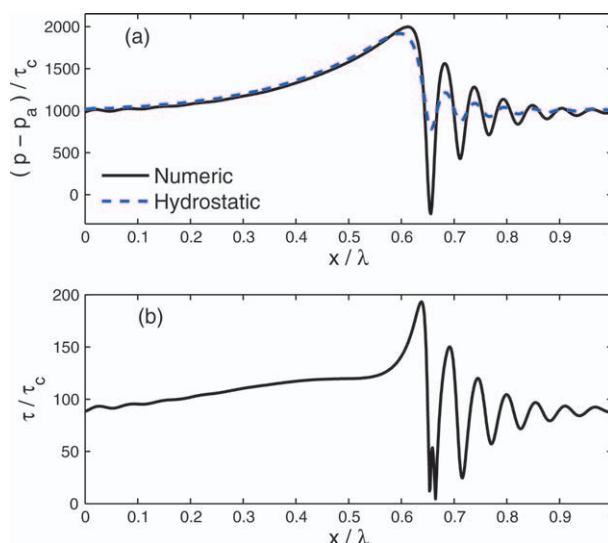 (a)
2000
1500
1000
500
0
(p – pₐ) / τ_c
Numeric
Hydrostatic
0 0.1 0.2 0.3 0.4 0.5 0.6 0.7 0.8 0.9
x / λ
(b)
200
150
100
50
0
τ / τ_c
0 0.1 0.2 0.3 0.4 0.5 0.6 0.7 0.8 0.9
x / λ